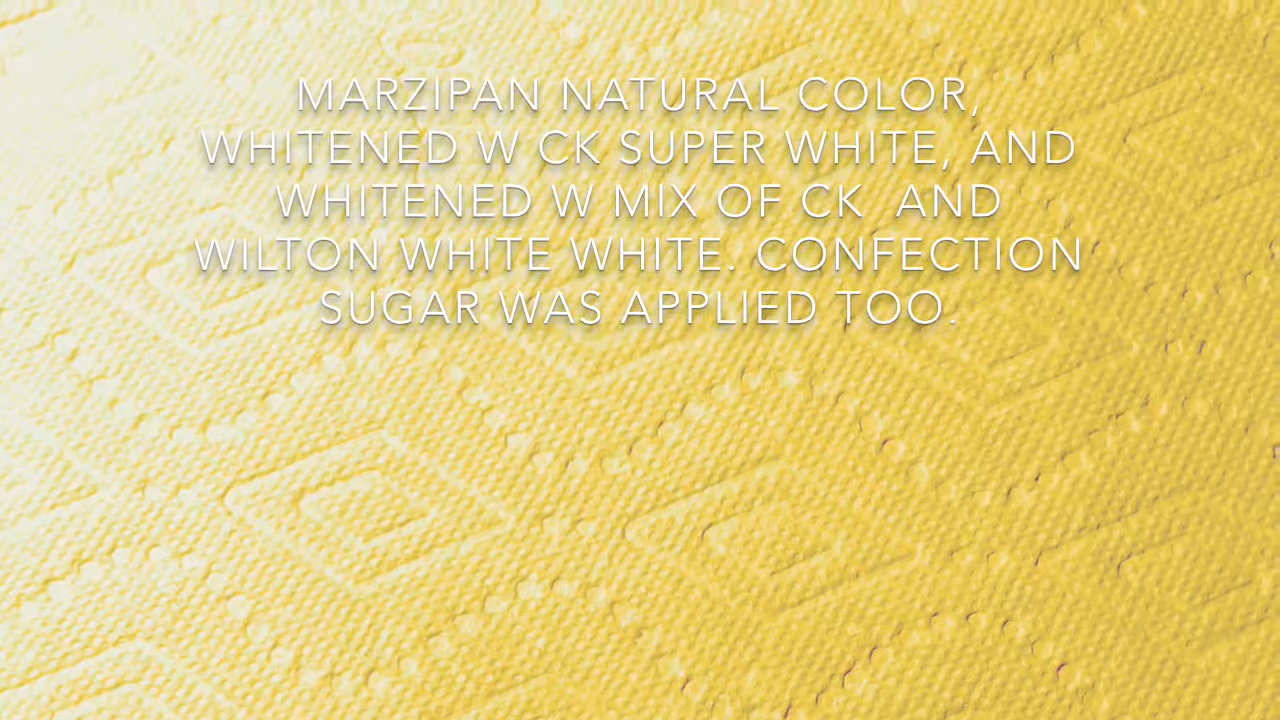 MARZIPAN NATURAL COLOR,
WHITENED W CK SUPER WHITE, AND
WHITENED W MIX OF CK  AND
WILTON WHITE WHITE. CONFECTION
SUGAR WAS APPLIED TOO.